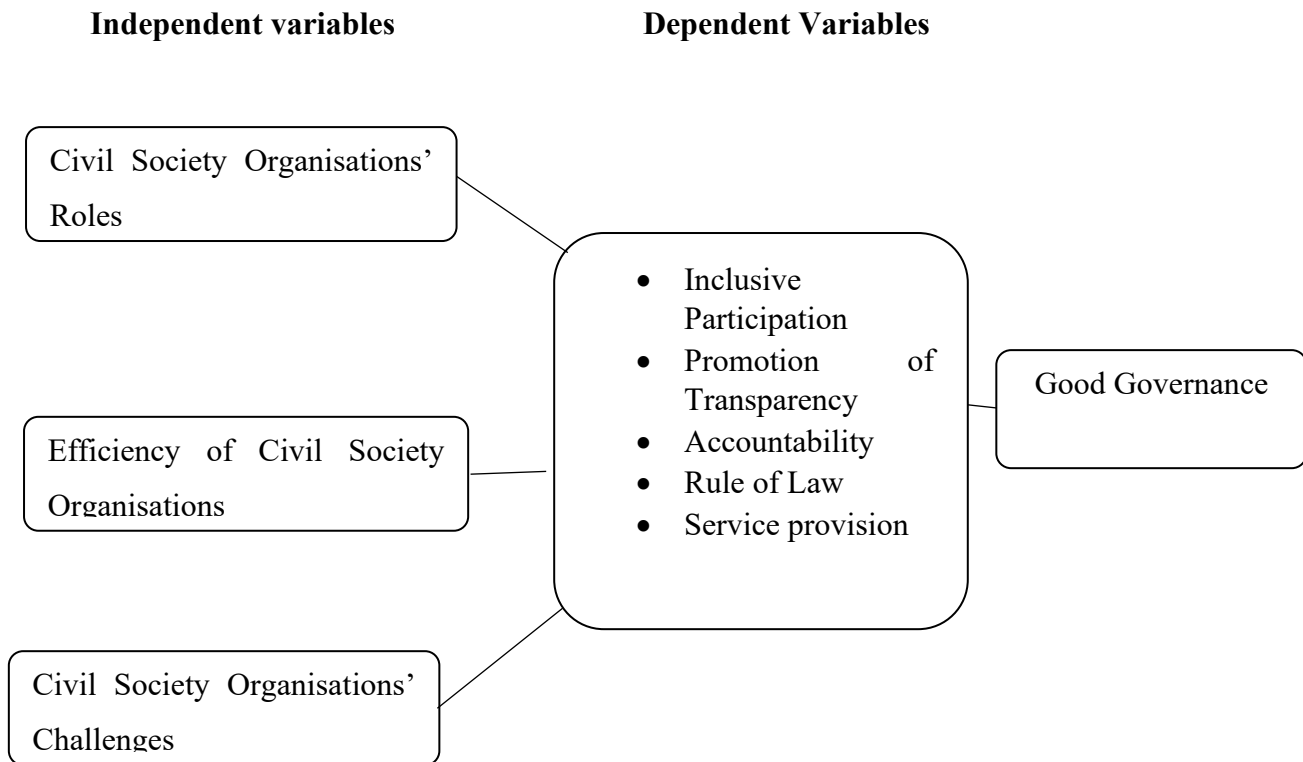 Independent variables
Dependent Variables
Civil Society Organisations’
Roles
Efficiency of Civil Society
Organisations
Civil Society Organisations’
Challenges
• Inclusive
Participation
• Promotion of
Transparency
• Accountability
• Rule of Law
• Service provision
Good Governance